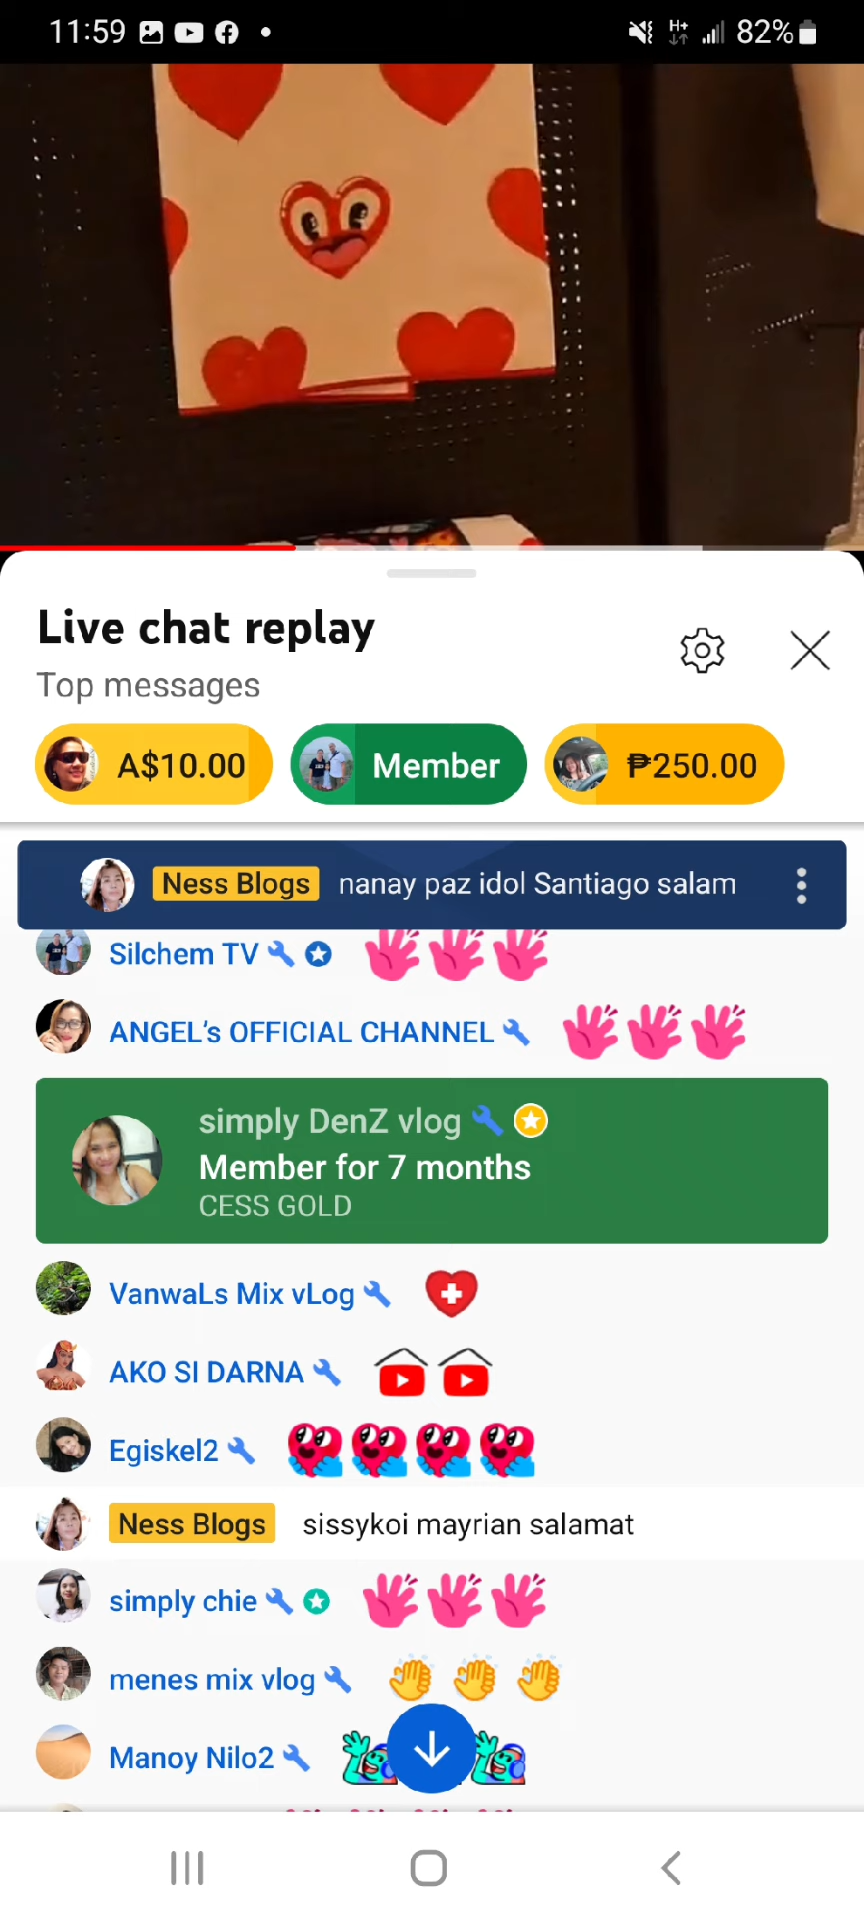 11:59
H+
82%
Live chat replay
Top messages
A$10.00
Member
₱250.00
Ness Blogs nanay paz idol Santiago salam
Silchem TV
ANGEL's OFFICIAL CHANNEL
simply DenZ vlog
Member for 7 months
CESS GOLD
VanwaLs Mix vLog
AKO SI DARNA
Egiskel2
Ness Blogs sissykoi mayrian salamat
simply chie
menes mix vlog
Manoy Nilo2